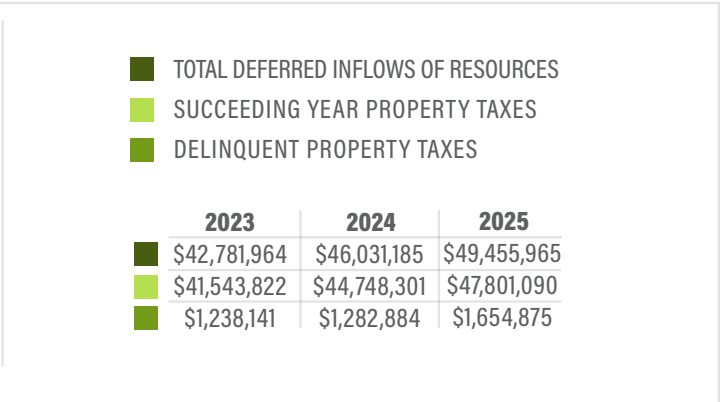 TOTAL DEFERRED INFLOWS OF RESOURCES
SUCCEEDING YEAR PROPERTY TAXES
DELINQUENT PROPERTY TAXES
2023 2024 2025
$42,781,964 $46,031,185 $49,455,965
$41,543,822 $44,748,301 $47,801,090
$1,238,141 $1,282,884 $1,654,875